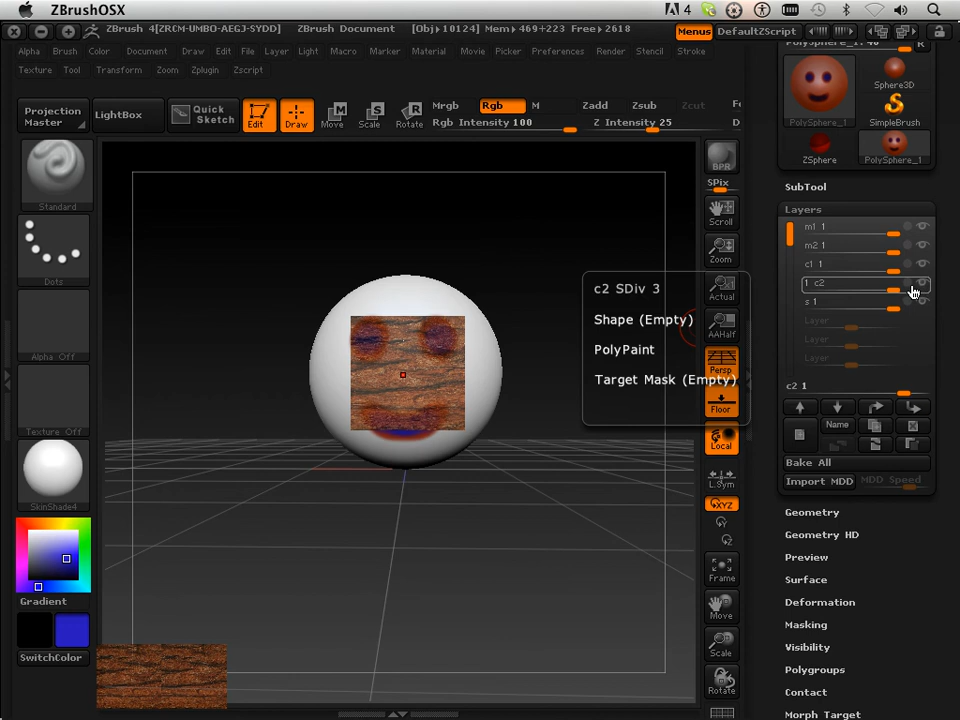 ZBrushOSX
4
ZBrush 4[ZRCM-UMBO-AEGJ-SYDD] ZBrush Document [Obj▸10124] Mem▸469+223 Free▸2618
Menus DefaultZScript
Alpha Brush Color Document Draw Edit File Layer Light Macro Marker Material Movie Picker Preferences Render Stencil Stroke
Texture Tool Transform Zoom Zplugin Zscript
Projection Master
LightBox
Quick Sketch
Edit
Draw
Move
Scale
Rotate
Mrgb Rgb M Zadd Zsub Zcut
Rgb Intensity 100 Z Intensity 25
Standard
Dots
Alpha Off
Texture Off
SkinShade4
Gradient
SwitchColor
c2 SDiv 3
Shape (Empty)
PolyPaint
Target Mask (Empty)
BPR
SPix
Scroll
Zoom
Actual
AAHalf
Persp
Floor
Local
L.Sym
XYZ
Y
Z
Frame
Move
Scale
Rotate
R
PolySphere_1
Sphere3D
SimpleBrush
ZSphere
PolySphere_1
SubTool
Layers
m1 1
m2 1
c1 1
1 c2
s 1
Layer
Layer
Layer
c2 1
Name
Bake All
Import MDD MDD Speed
Geometry
Geometry HD
Preview
Surface
Deformation
Masking
Visibility
Polygroups
Contact
Morph Target